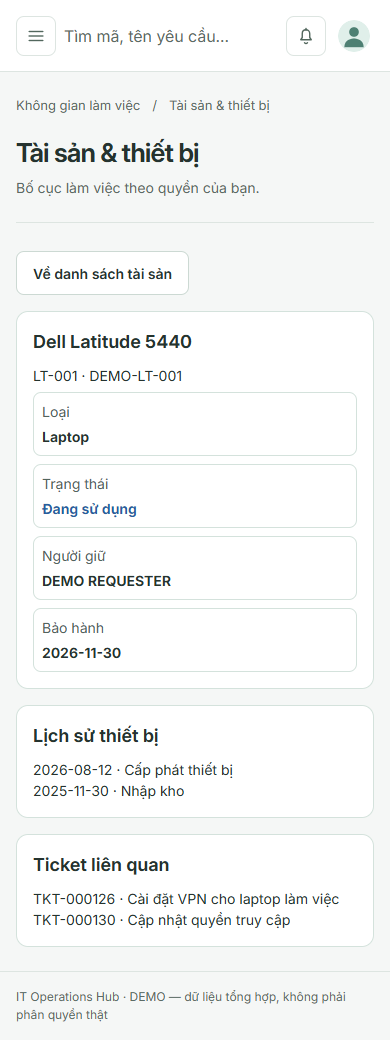 Tìm mã, tên yêu cầu...
Không gian làm việc / Tài sản & thiết bị
Tài sản & thiết bị
Bố cục làm việc theo quyền của bạn.
Về danh sách tài sản
Dell Latitude 5440
LT-001 · DEMO-LT-001
Loại
Laptop
Trạng thái
Đang sử dụng
Người giữ
DEMO REQUESTER
Bảo hành
2026-11-30
Lịch sử thiết bị
2026-08-12 · Cấp phát thiết bị
2025-11-30 · Nhập kho
Ticket liên quan
TKT-000126 · Cài đặt VPN cho laptop làm việc
TKT-000130 · Cập nhật quyền truy cập
IT Operations Hub · DEMO — dữ liệu tổng hợp, không phải
phân quyền thật